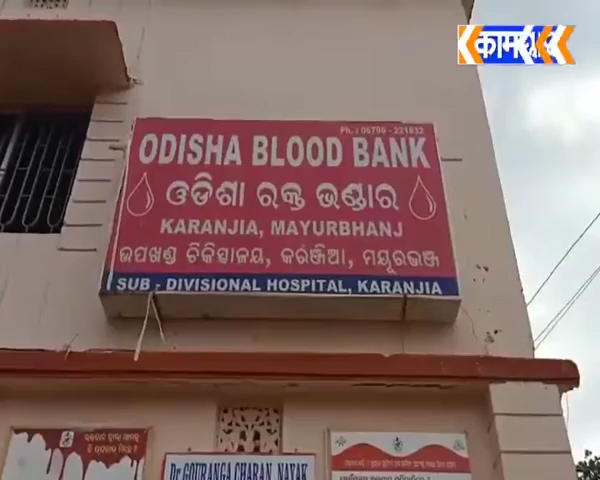 Ph.: 06796 - 221835
ODISHA BLOOD BANK
ଓଡିଶା ରକ୍ତ ଭଣ୍ଡାର
KARANJIA, MAYURBHANJ
ଉପଖଣ୍ଡ ଚିକିତ୍ସାଳୟ, କରଞ୍ଜିଆ, ମୟୂରଭଞ୍ଜ
SUB - DIVISIONAL HOSPITAL, KARANJIA
Dr. GOURANGA CHARAN NAYAK